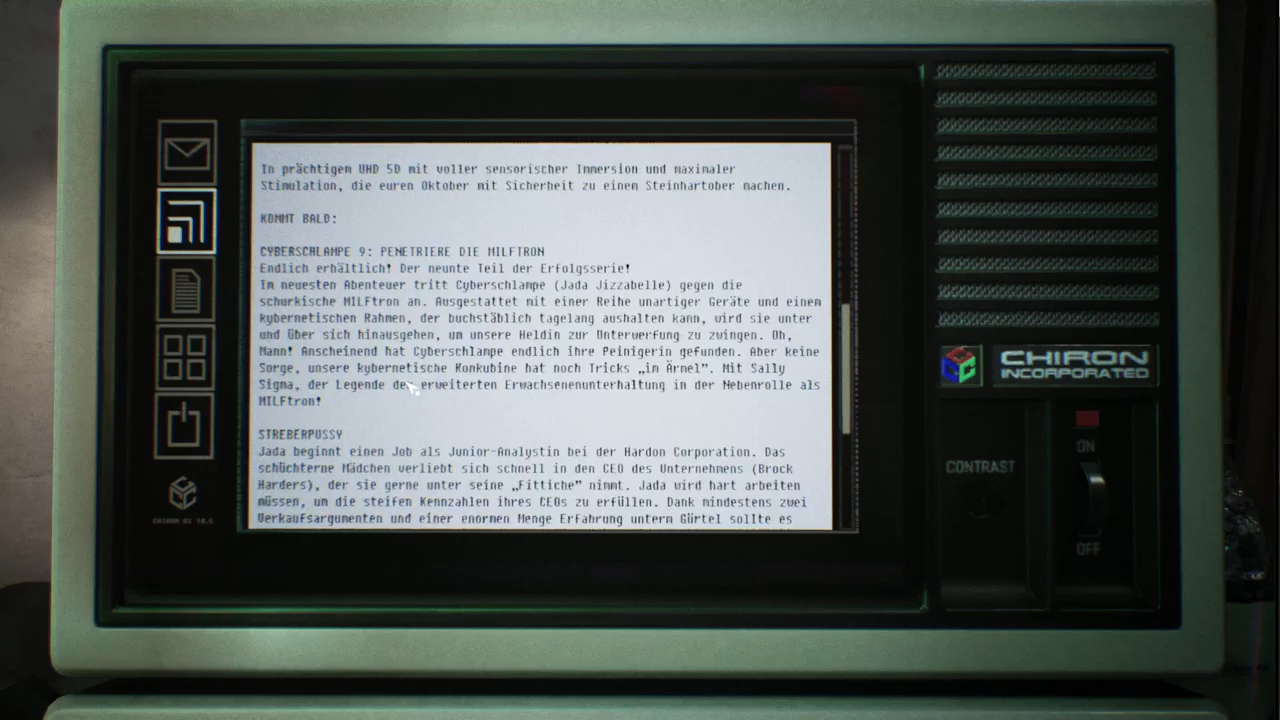 In prächtigem UHD 5D mit voller sensorischer Immersion und maximaler
Stimulation, die euren Oktober mit Sicherheit zu einem Steinhartober machen.
KOMMT BALD:
CYBERSCHLAMPE 9: PENETRIERE DIE MILFTRON
Endlich erhältlich! Der neunte Teil der Erfolgsserie!
Im neuesten Abenteuer tritt Cyberschlampe (Jada Jizzabelle) gegen die
schurkische MILFtron an. Ausgestattet mit einer Reihe unartiger Geräte und einem
kybernetischen Rahmen, der buchstäblich tagelang aushalten kann, wird sie unter
und über sich hinausgehen, um unsere Heldin zur Unterwerfung zu zwingen. Oh,
Mann! Anscheinend hat Cyberschlampe endlich ihre Peinigerin gefunden. Aber keine
Sorge, unsere kybernetische Konkubine hat noch Tricks „im Ärmel”. Mit Sally
Sigma, der Legende der erweiterten Erwachsenenunterhaltung in der Nebenrolle als
MILFtron!
STREBERPUSSY
Jada beginnt einen Job als Junior-Analystin bei der Hardon Corporation. Das
schüchterne Mädchen verliebt sich schnell in den CEO des Unternehmens (Brock
Harders), der sie gerne unter seine „Fittiche” nimmt. Jada wird hart arbeiten
müssen, um die steifen Kennzahlen ihres CEOs zu erfüllen. Dank mindestens zwei
Verkaufsargumenten und einer enormen Menge Erfahrung unterm Gürtel sollte es
CHIRON OS 10.5
CHIRON
INCORPORATED
CONTRAST
ON
OFF